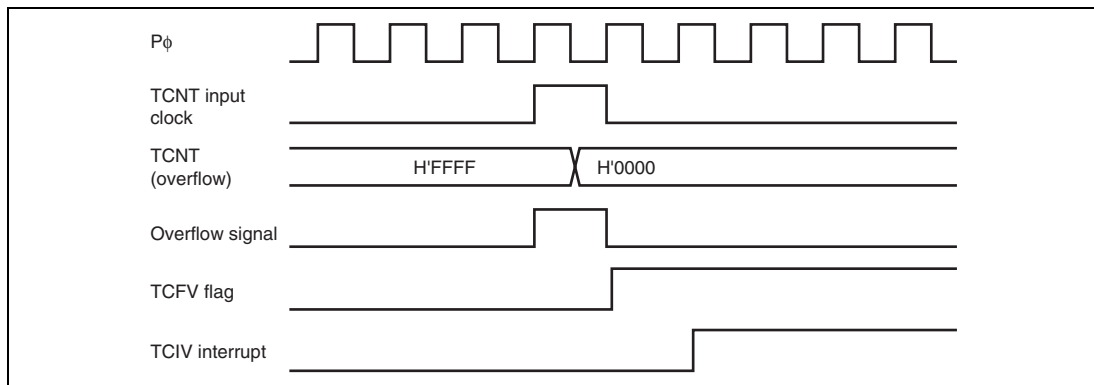 Pϕ
TCNT input
clock
TCNT
(overflow)
H'FFFF
H'0000
Overflow signal
TCFV flag
TCIV interrupt